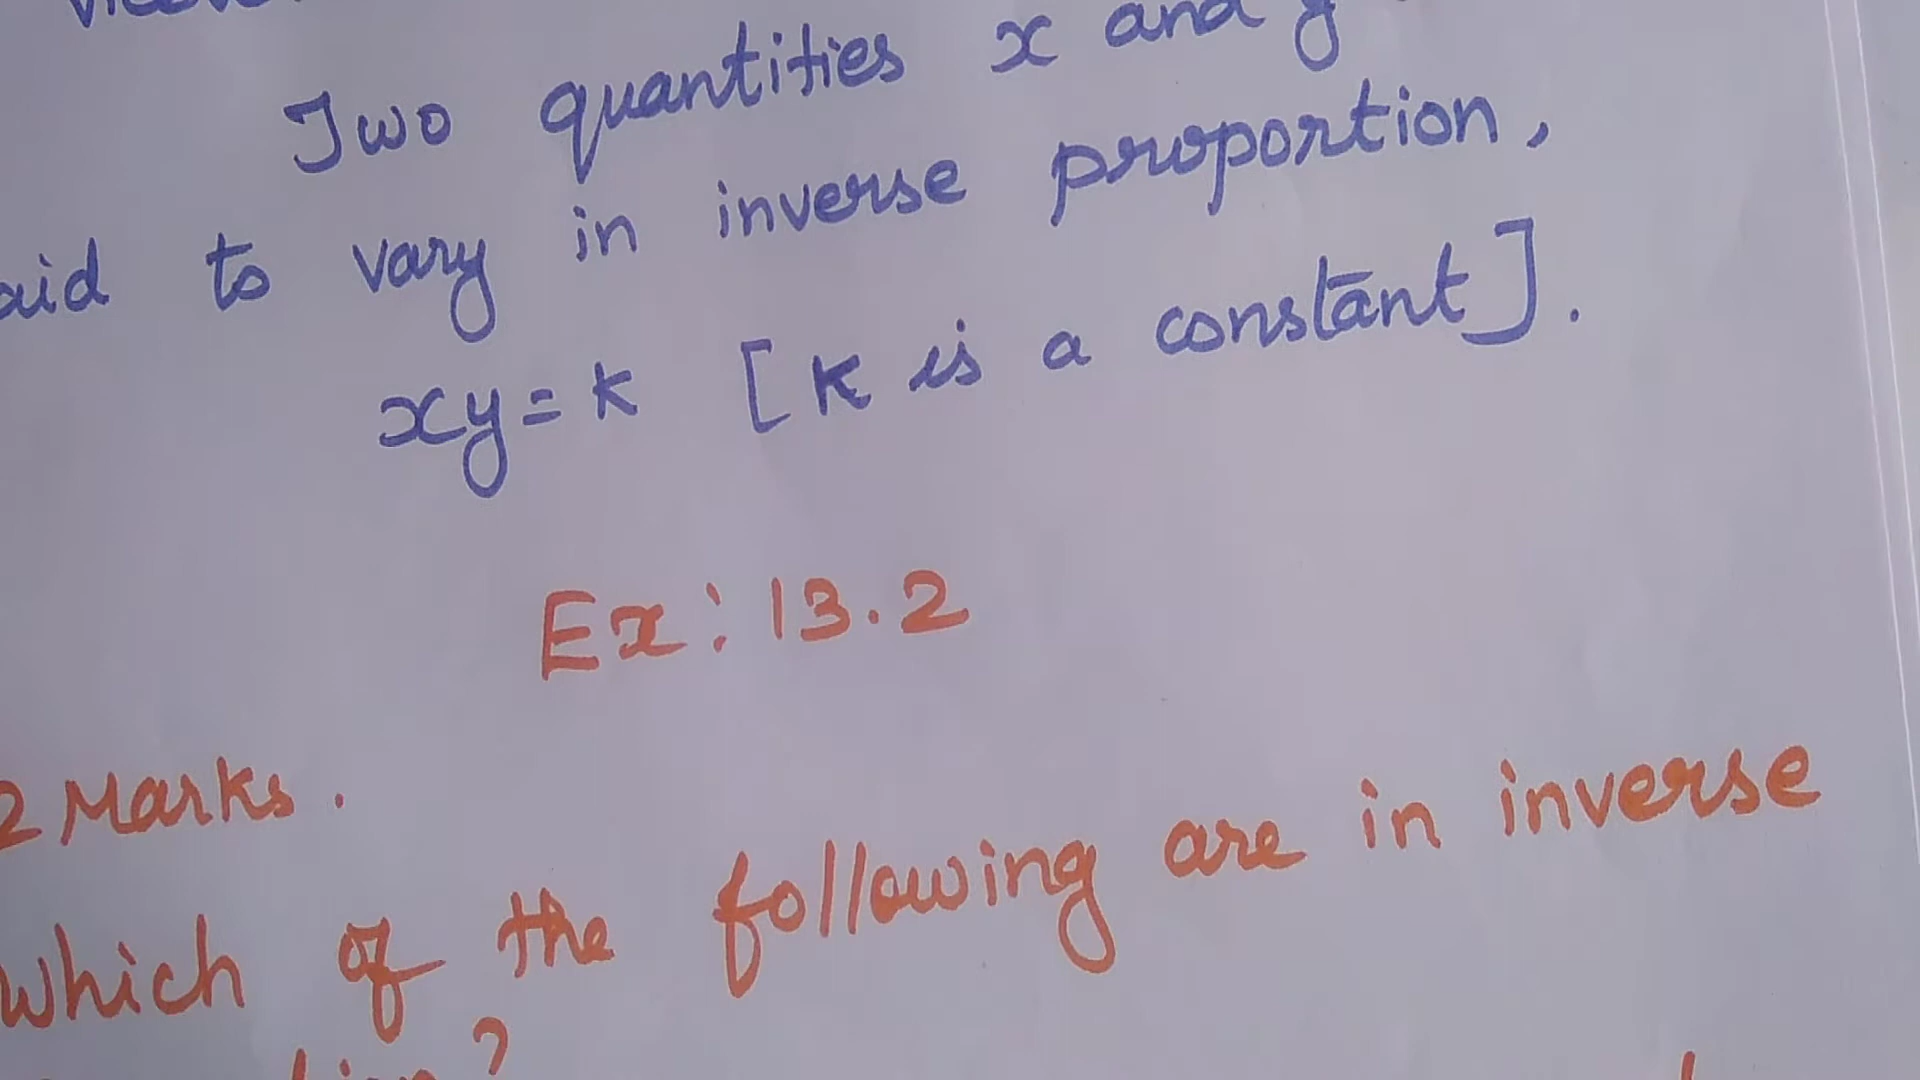 Two quantities x and y
aid to vary in inverse proportion,
xy = k [k is a constant].
Ex: 13.2
2 Marks.
Which of the following are in inverse
?